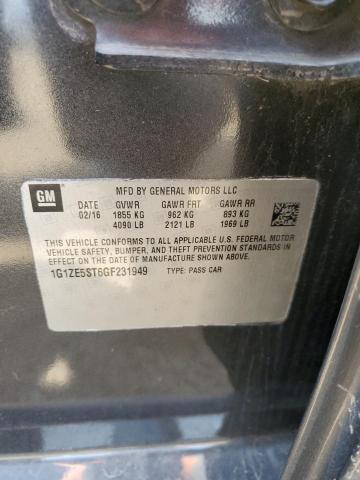 GM
MFD BY GENERAL MOTORS LLC
DATE GVWR GAWR FRT GAWR RR
02/16 1855 KG 962 KG 893 KG
4090 LB 2121 LB 1969 LB
THIS VEHICLE CONFORMS TO ALL APPLICABLE U.S. FEDERAL MOTOR
VEHICLE SAFETY, BUMPER, AND THEFT PREVENTION STANDARDS IN
EFFECT ON THE DATE OF MANUFACTURE SHOWN ABOVE.
1G1ZE5ST6GF231949 TYPE: PASS CAR